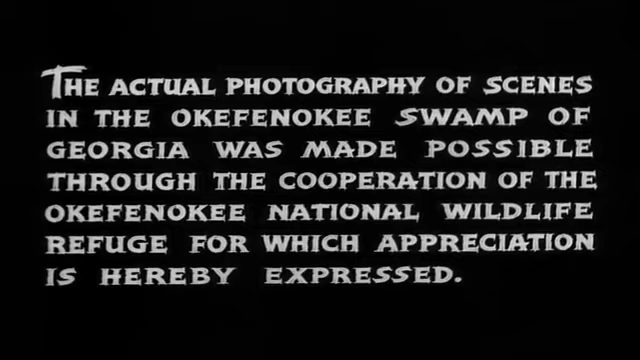 THE ACTUAL PHOTOGRAPHY OF SCENES
IN THE OKEFENOKEE SWAMP OF
GEORGIA WAS MADE POSSIBLE
THROUGH THE COOPERATION OF THE
OKEFENOKEE NATIONAL WILDLIFE
REFUGE FOR WHICH APPRECIATION
IS HEREBY EXPRESSED.